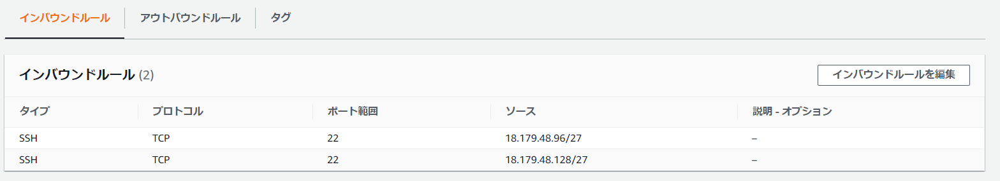 インバウンドルール アウトバウンドルール タグ
インバウンドルール (2) インバウンドルールを編集
タイプ プロトコル ポート範囲 ソース 説明 - オプション
SSH TCP 22 18.179.48.96/27 –
SSH TCP 22 18.179.48.128/27 –